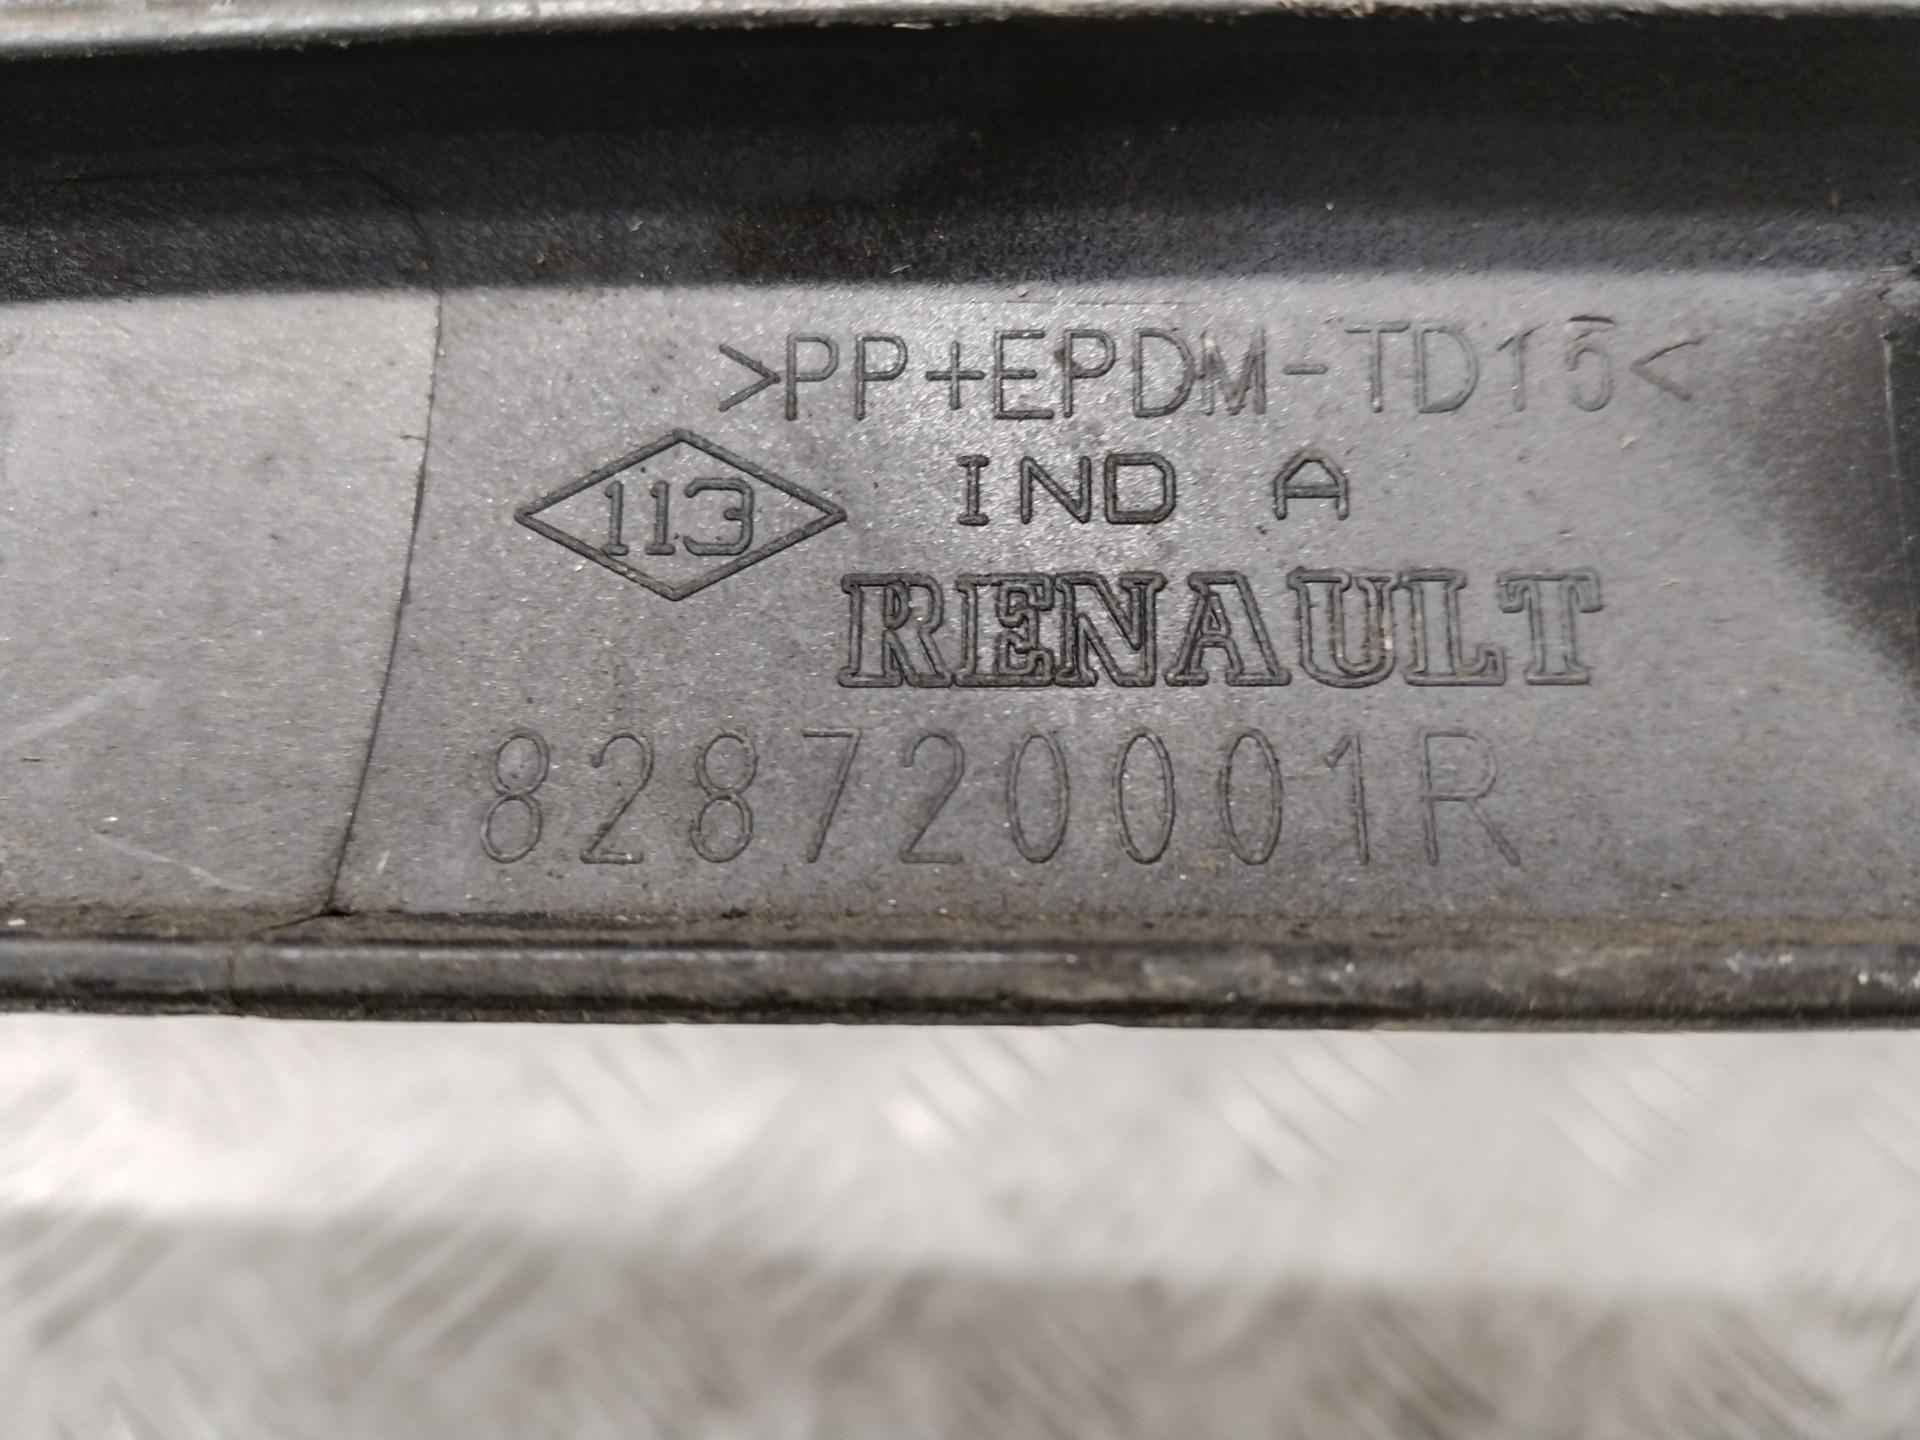 >PP+EPDM-TD15<
113 IND A
RENAULT
828720001R